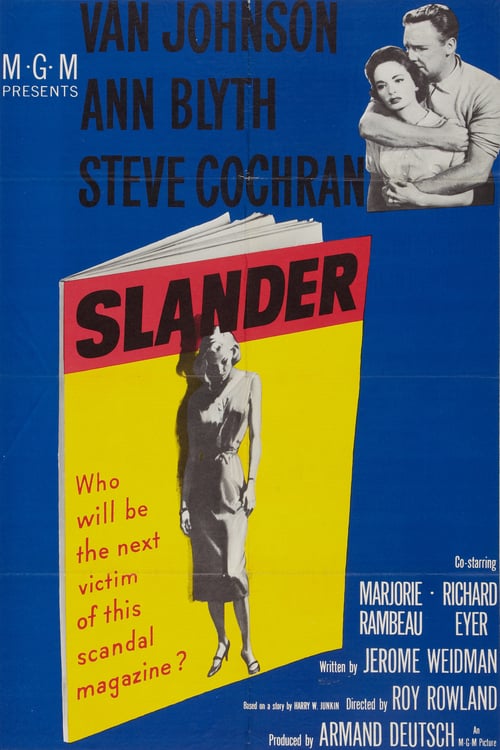 VAN JOHNSON
M·G·M
PRESENTS
ANN BLYTH
STEVE COCHRAN
SLANDER
Who
will be
the next
victim
of this
scandal
magazine?
Co-starring
MARJORIE · RICHARD
RAMBEAU EYER
Written by JEROME WEIDMAN
Based on a story by HARRY W. JUNKIN Directed by ROY ROWLAND
Produced by ARMAND DEUTSCH An
M-G-M Picture